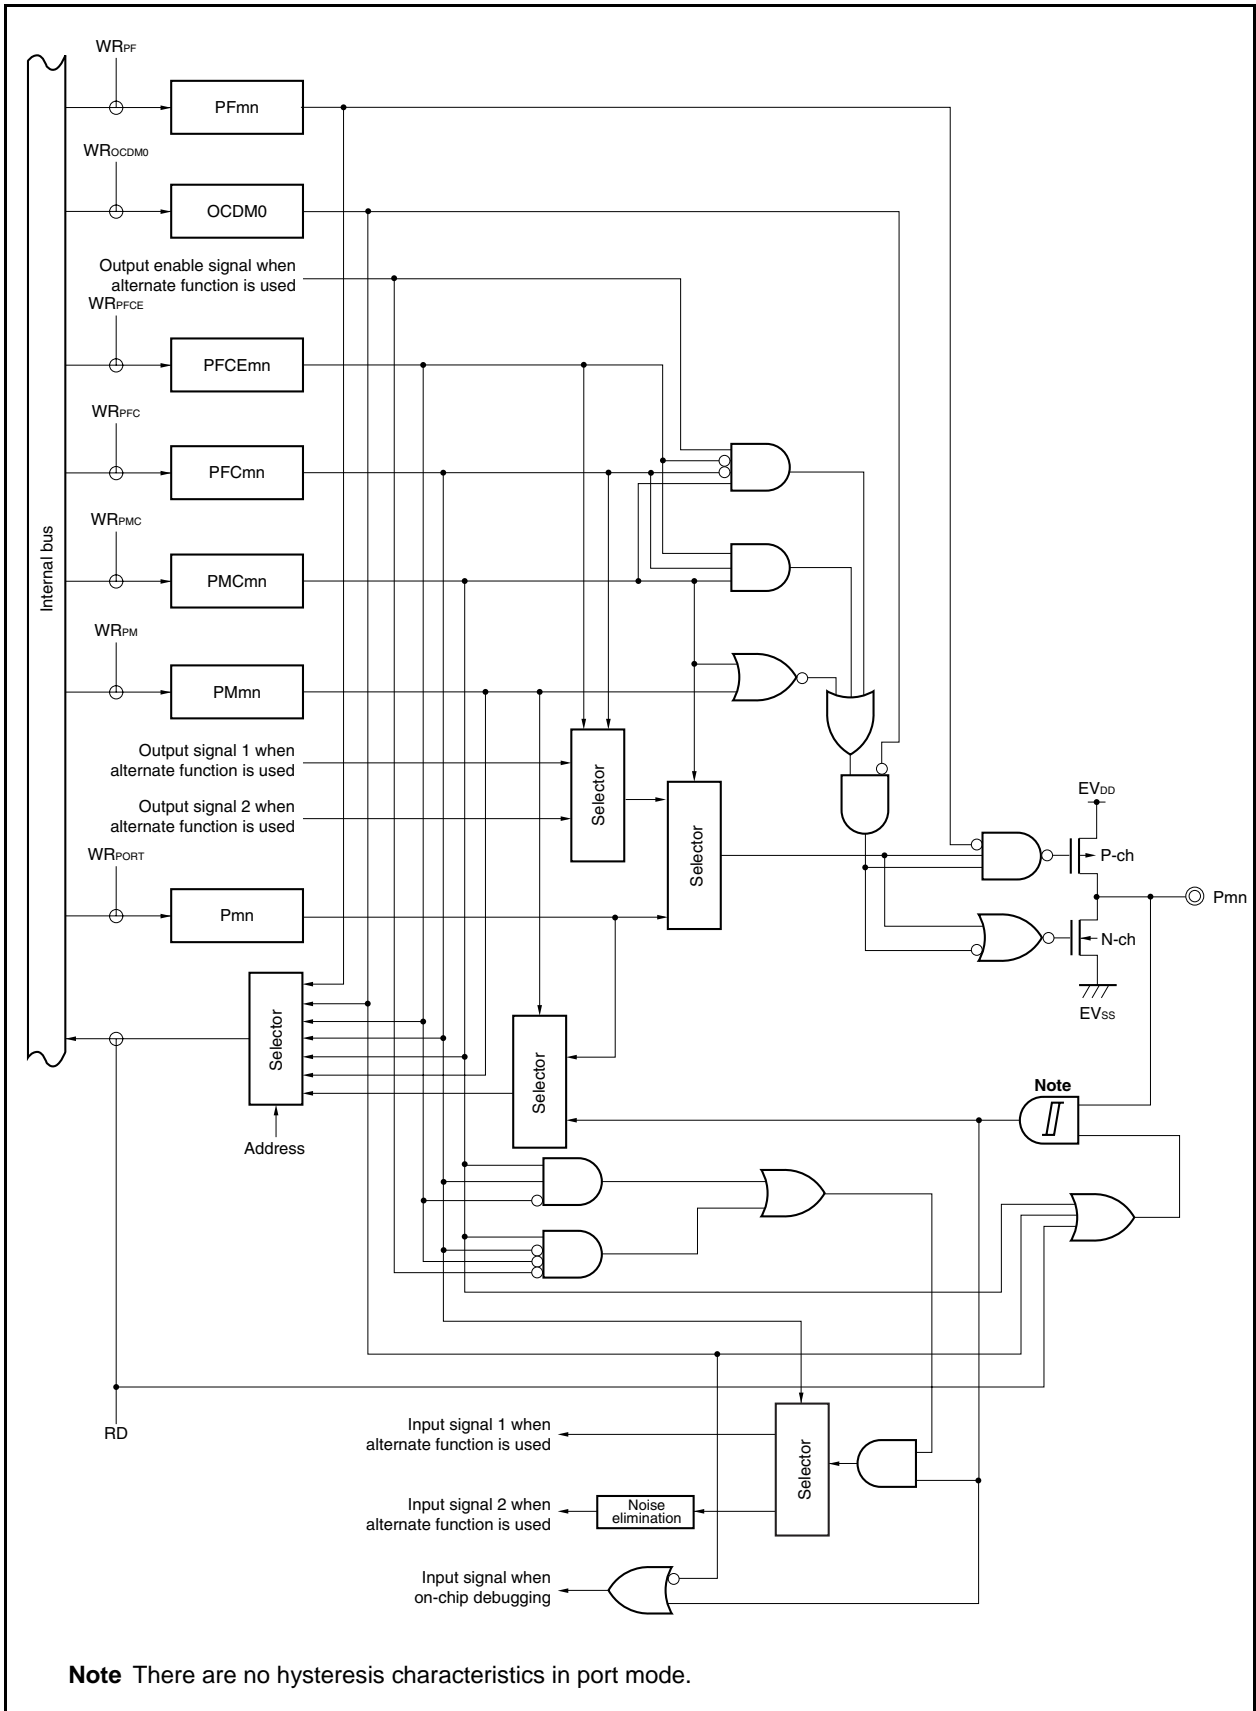 WRPF
PFmn
WROCDM0
OCDM0
Output enable signal when
alternate function is used
WRPFCE
PFCEmn
WRPFC
PFCmn
WRPMC
Internal bus
PMCmn
WRPM
PMmn
Output signal 1 when
alternate function is used
Selector
Output signal 2 when
alternate function is used
Selector
EVDD
P-ch
WRPORT
Pmn
Pmn
N-ch
EVSS
Selector
Selector
Note
Address
RD
Input signal 1 when
alternate function is used
Selector
Input signal 2 when
alternate function is used
Noise
elimination
Input signal when
on-chip debugging
Note There are no hysteresis characteristics in port mode.